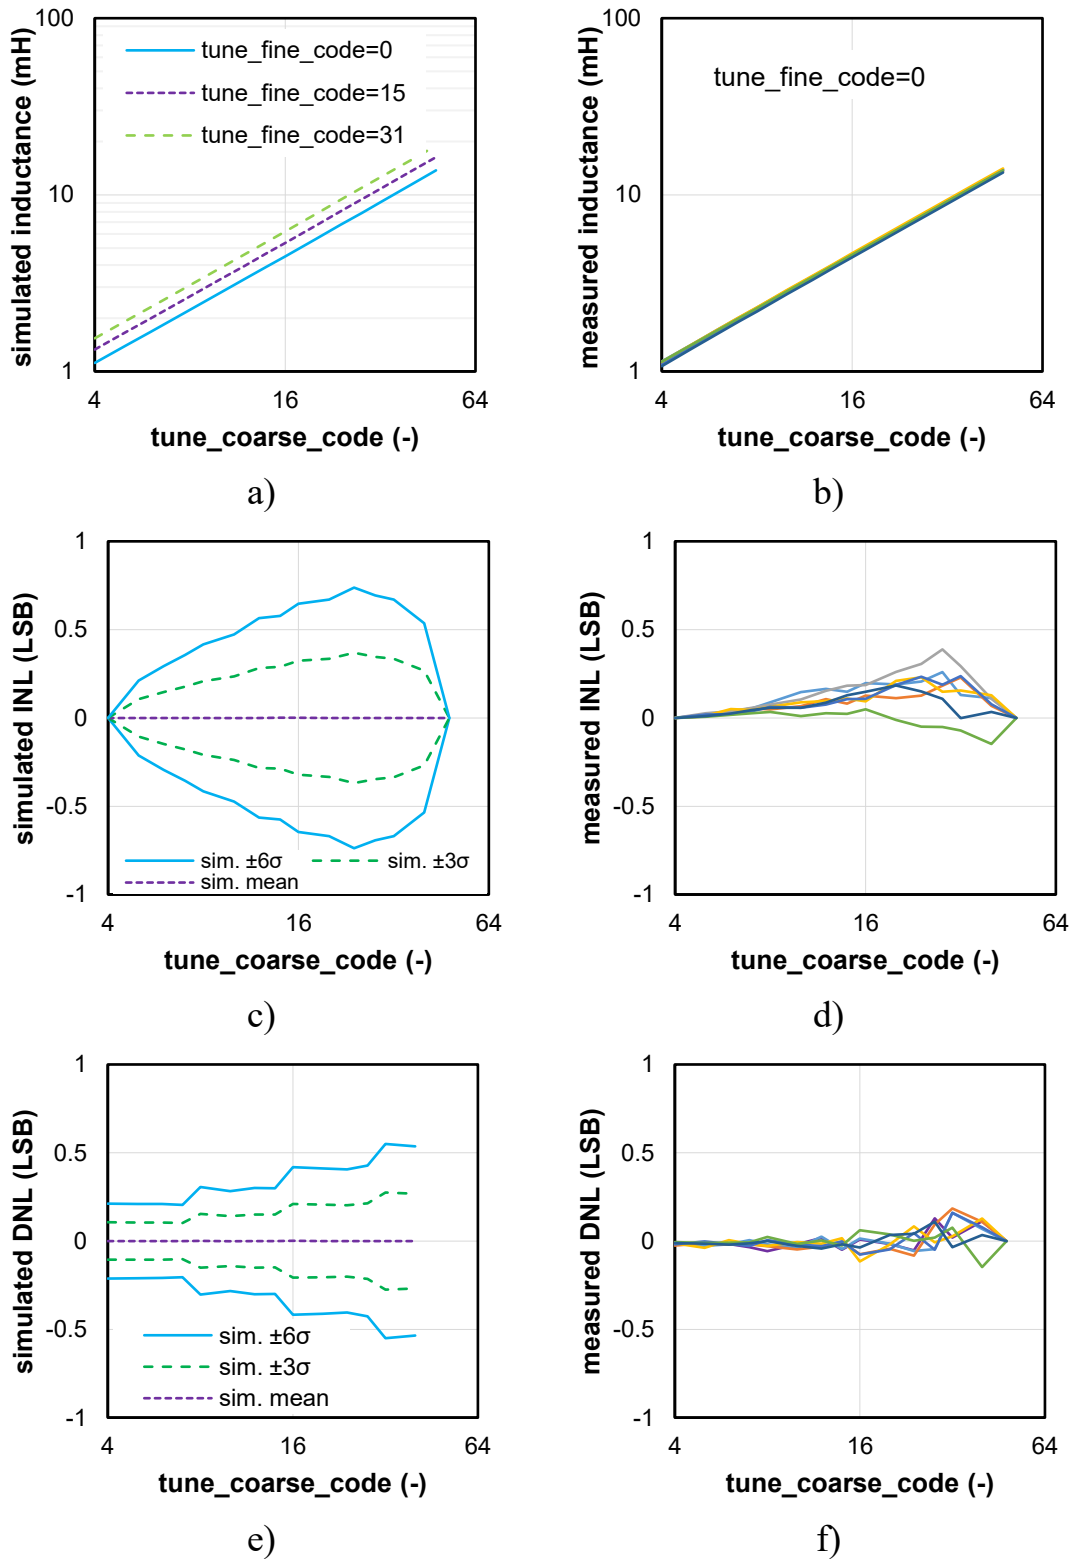 simulated inductance (mH)
100
10
1
tune_fine_code=0
tune_fine_code=15
tune_fine_code=31
4 16 64
tune_coarse_code (-)
a)
measured inductance (mH)
100
10
1
tune_fine_code=0
4 16 64
tune_coarse_code (-)
b)
simulated INL (LSB)
1
0.5
0
-0.5
-1
sim. ±6σ sim. ±3σ
sim. mean
4 16 64
tune_coarse_code (-)
c)
measured INL (LSB)
1
0.5
0
-0.5
-1
4 16 64
tune_coarse_code (-)
d)
simulated DNL (LSB)
1
0.5
0
-0.5
-1
sim. ±6σ
sim. ±3σ
sim. mean
4 16 64
tune_coarse_code (-)
e)
measured DNL (LSB)
1
0.5
0
-0.5
-1
4 16 64
tune_coarse_code (-)
f)